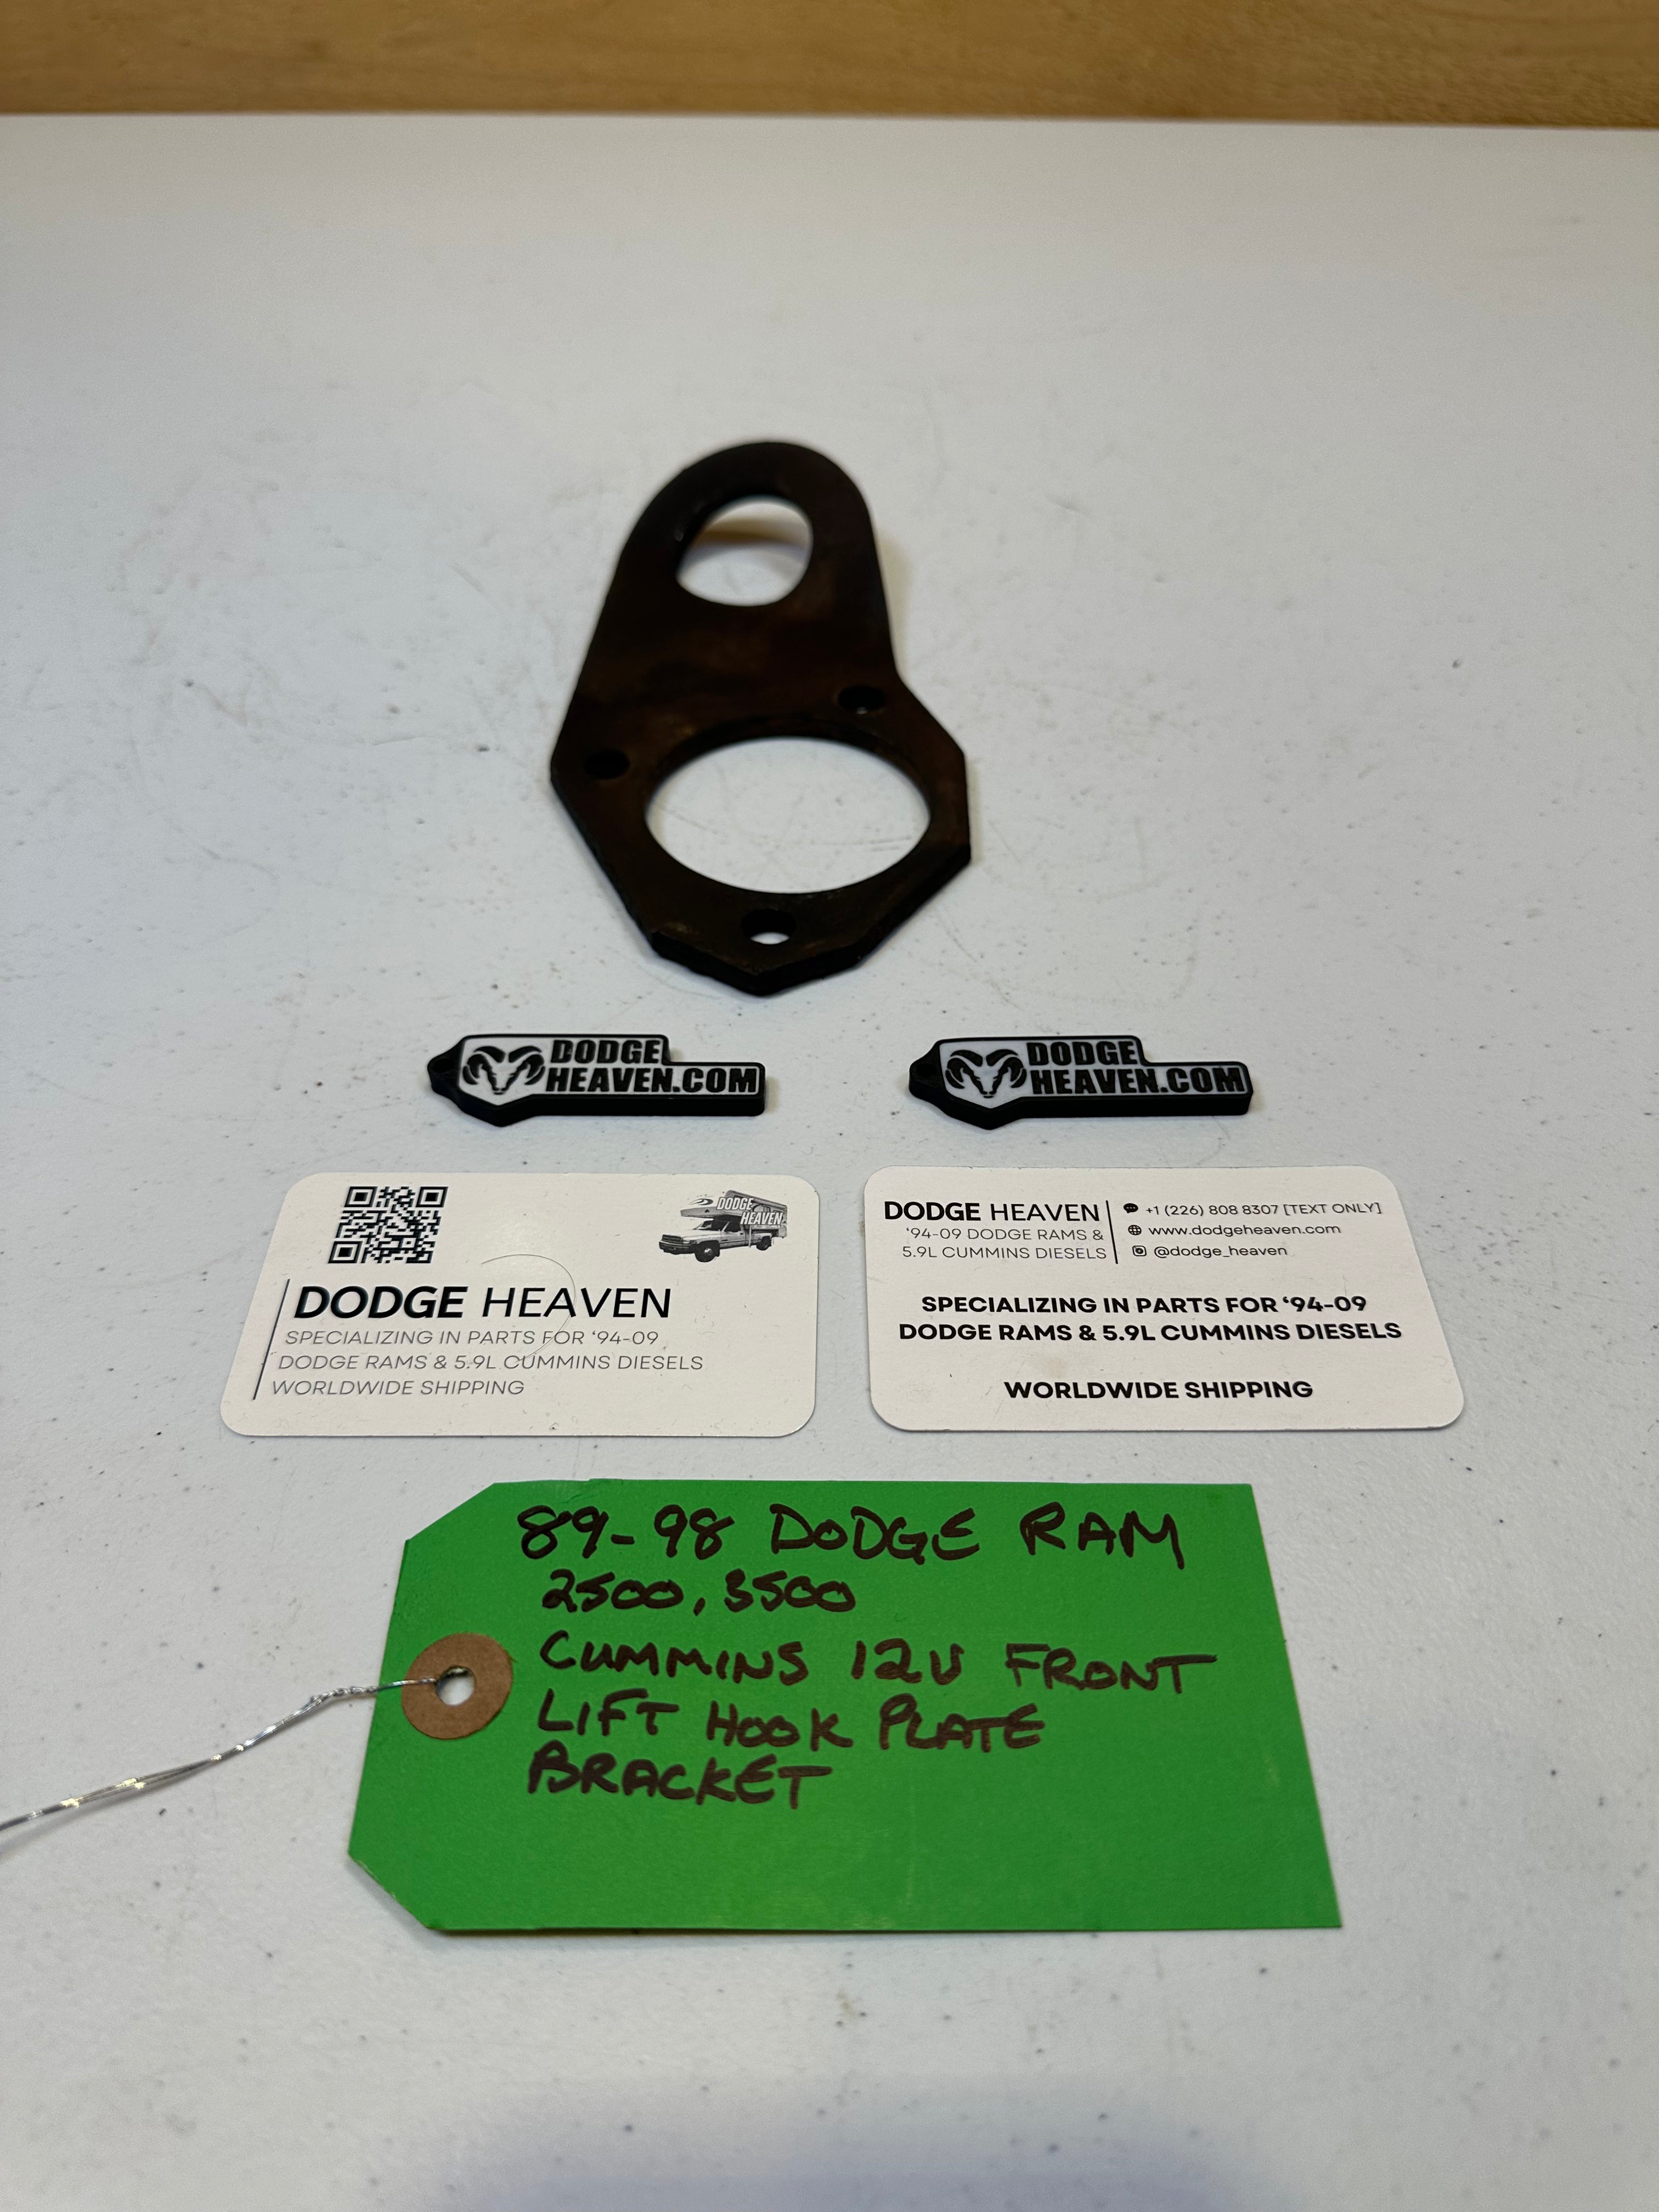 DODGE
HEAVEN.COM
DODGE
HEAVEN.COM
DODGE
HEAVEN
DODGE HEAVEN
SPECIALIZING IN PARTS FOR ‘94-09
DODGE RAMS & 5.9L CUMMINS DIESELS
WORLDWIDE SHIPPING
DODGE HEAVEN
‘94-09 DODGE RAMS &
5.9L CUMMINS DIESELS
+1 (226) 808 8307 [TEXT ONLY]
www.dodgeheaven.com
@dodge_heaven
SPECIALIZING IN PARTS FOR ‘94-09
DODGE RAMS & 5.9L CUMMINS DIESELS
WORLDWIDE SHIPPING
89-98 DODGE RAM
2500, 3500
CUMMINS 12V FRONT
LIFT HOOK PLATE
BRACKET